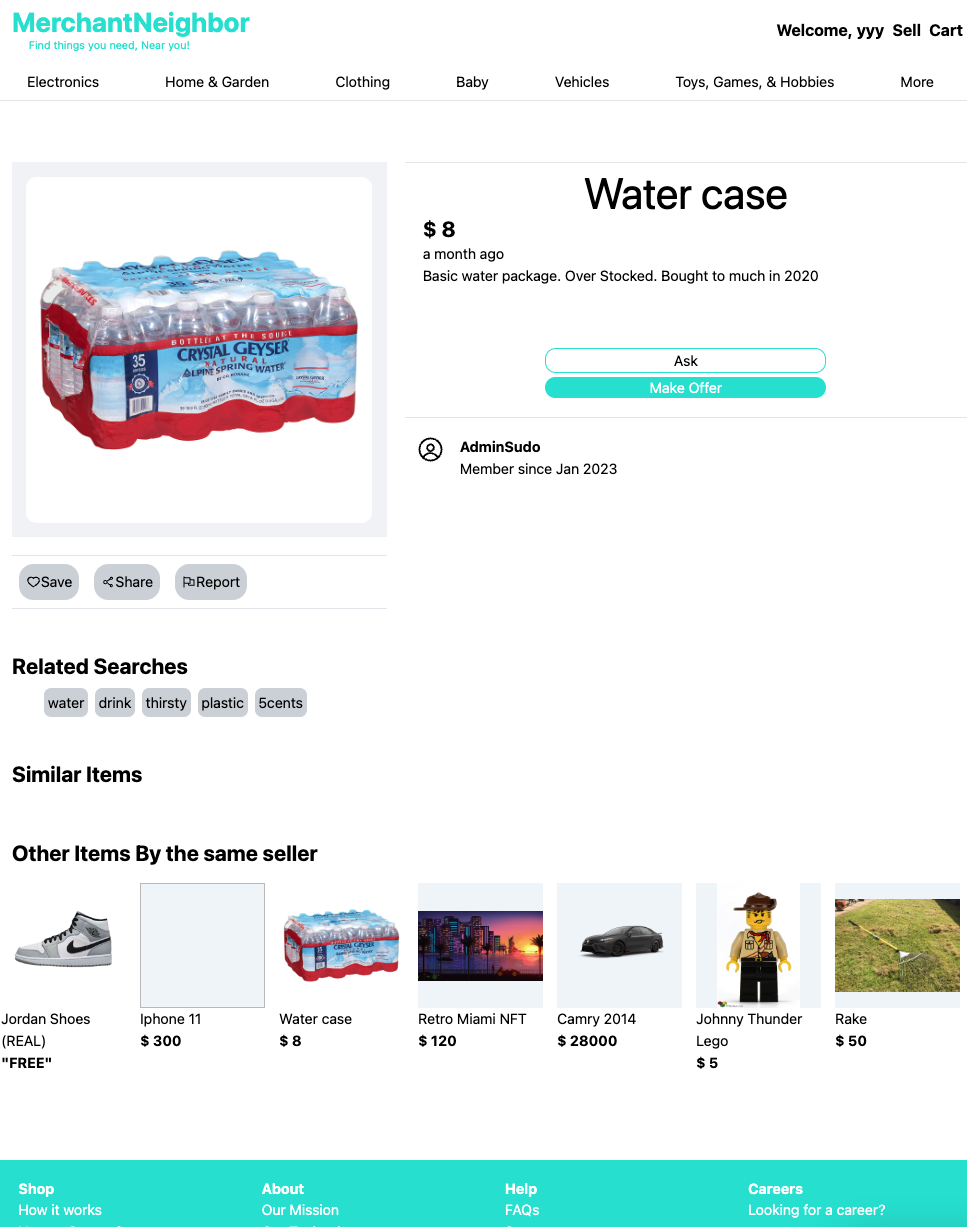 MerchantNeighbor
Find things you need, Near you!
Welcome, yyy Sell Cart
Electronics Home & Garden Clothing Baby Vehicles Toys, Games, & Hobbies More
Water case
$ 8
a month ago
Basic water package. Over Stocked. Bought to much in 2020
Ask
Make Offer
AdminSudo
Member since Jan 2023
BOTTLED AT THE SOURCE
CRYSTAL GEYSER
NATURAL
ALPINE SPRING WATER
35
Save Share Report
Related Searches
water drink thirsty plastic 5cents
Similar Items
Other Items By the same seller
Jordan Shoes (REAL)
"FREE"
Iphone 11
$ 300
Water case
$ 8
Retro Miami NFT
$ 120
Camry 2014
$ 28000
Johnny Thunder
Lego
$ 5
Rake
$ 50
Shop
How it works
About
Our Mission
Help
FAQs
Careers
Looking for a career?